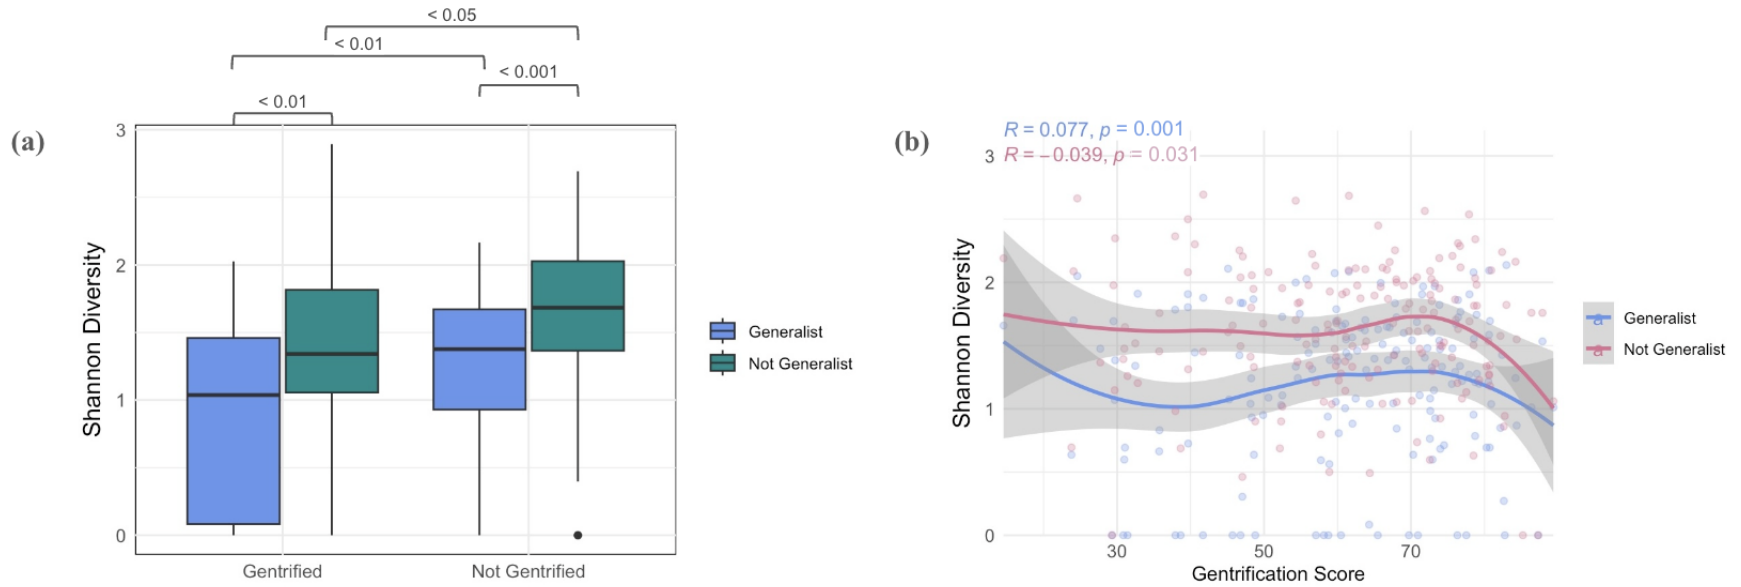 (a)
< 0.05
< 0.01
< 0.001
< 0.01
Shannon Diversity
3
2
1
0
Gentrified
Not Gentrified
Generalist
Not Generalist
(b)
R = 0.077, p = 0.001
R = −0.039, p = 0.031
Shannon Diversity
3
2
1
0
30
50
70
Gentrification Score
a Generalist
a Not Generalist